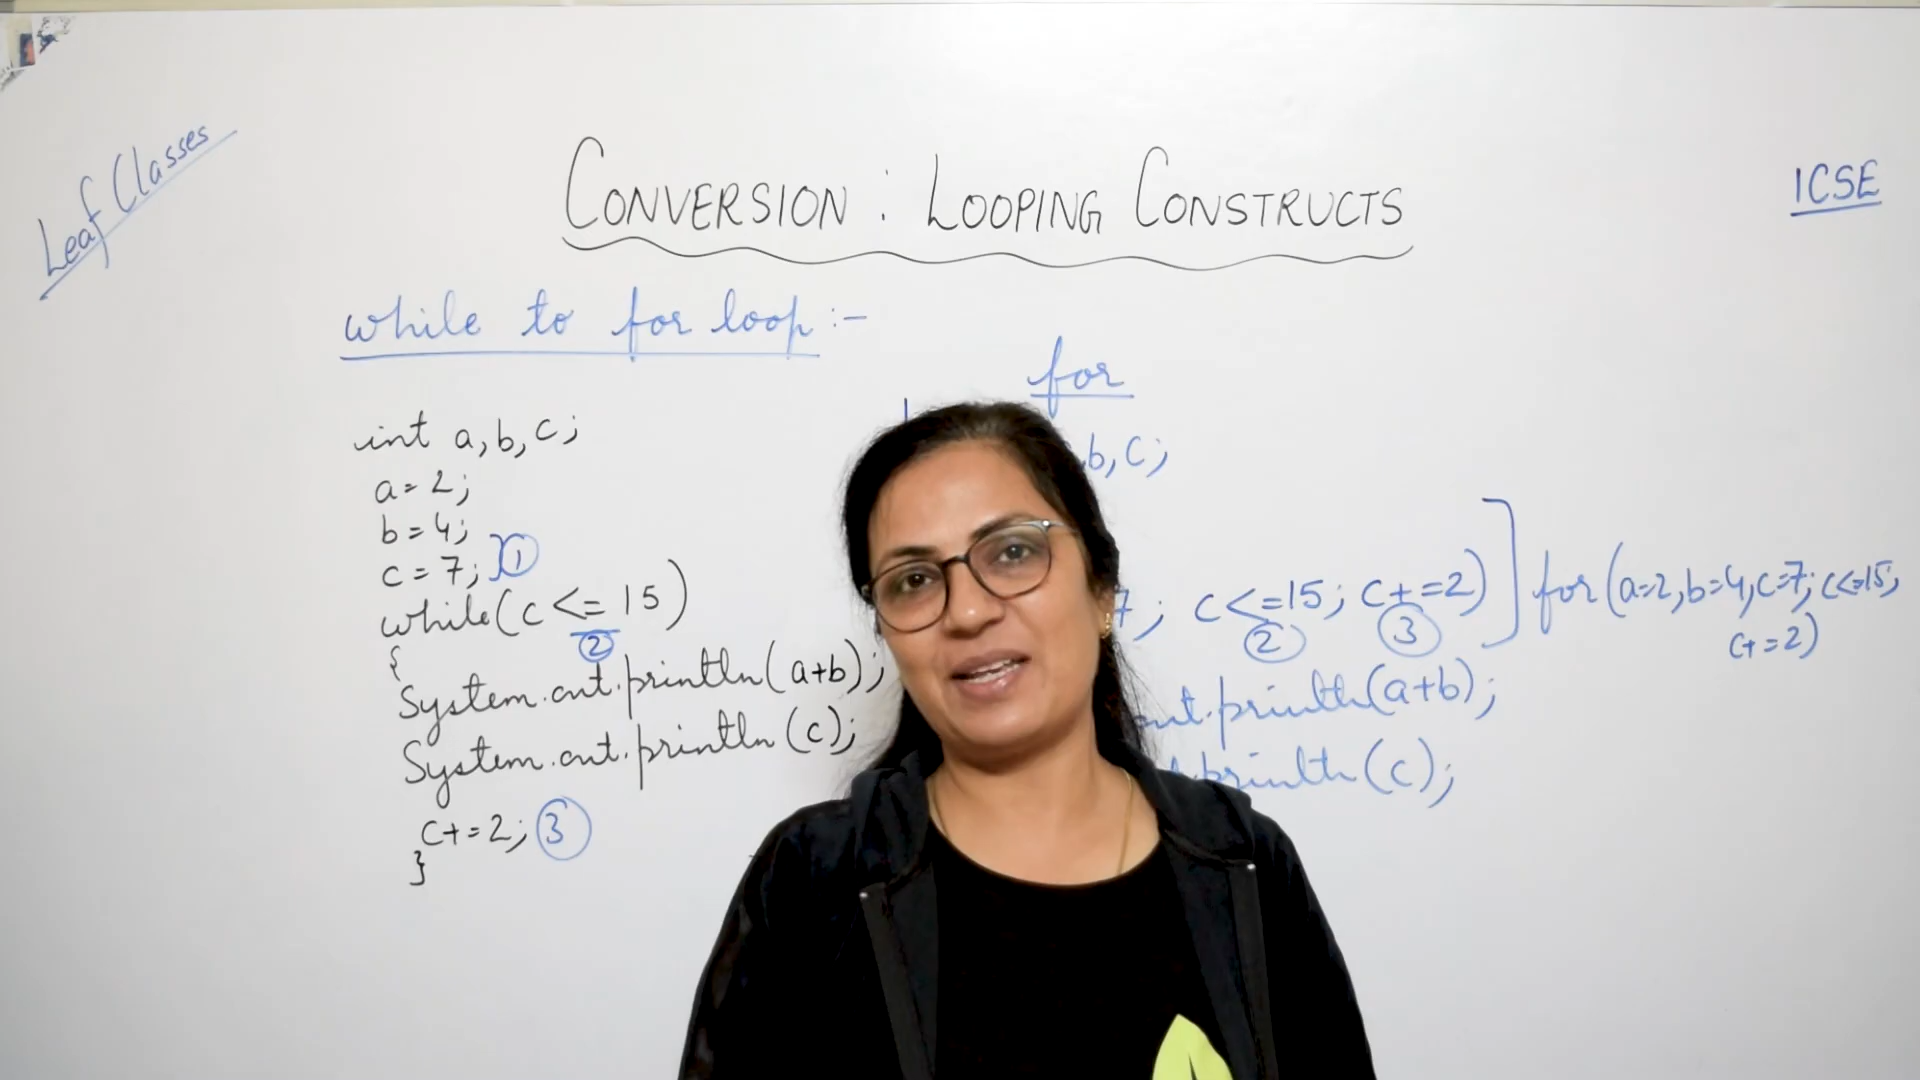 Leaf Classes
CONVERSION : LOOPING CONSTRUCTS
ICSE
while to for loop :-
int a, b, c;
a = 2;
b = 4;
c = 7; } 1
while(c <= 15)
2
{
System.out.println(a+b);
System.out.println(c);
c+=2; 3
}
for
b, c;
7; c<=15; c+=2)
2 3
out.println(a+b);
println(c);
for(a=2,b=4,c=7;c<=15;
c+=2)